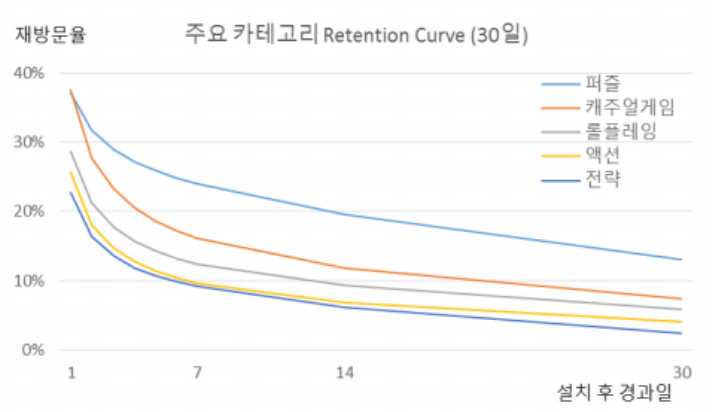 재방문율
주요 카테고리 Retention Curve (30일)
40%
30%
20%
10%
0%
퍼즐
캐주얼게임
롤플레잉
액션
전략
1 7 14 30
설치 후 경과일